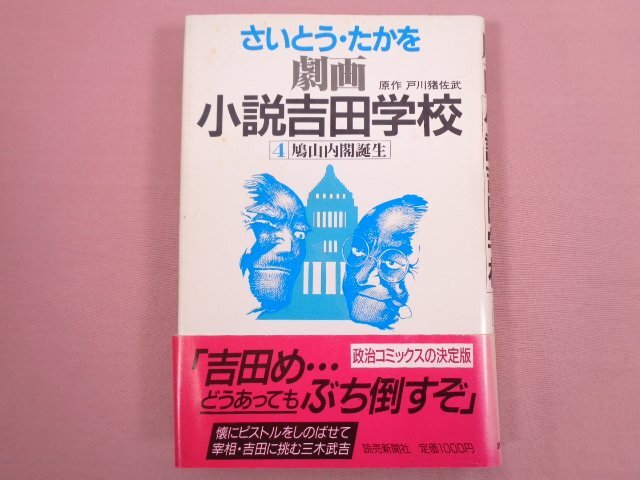 さいとう・たかを
劇画
原作 戸川猪佐武
小説吉田学校
4 鳩山内閣誕生
政治コミックスの決定版
「吉田め…
どうあっても ぶち倒すぞ」
懐にピストルをしのばせて
宰相・吉田に挑む三木武吉
読売新聞社 定価1000円